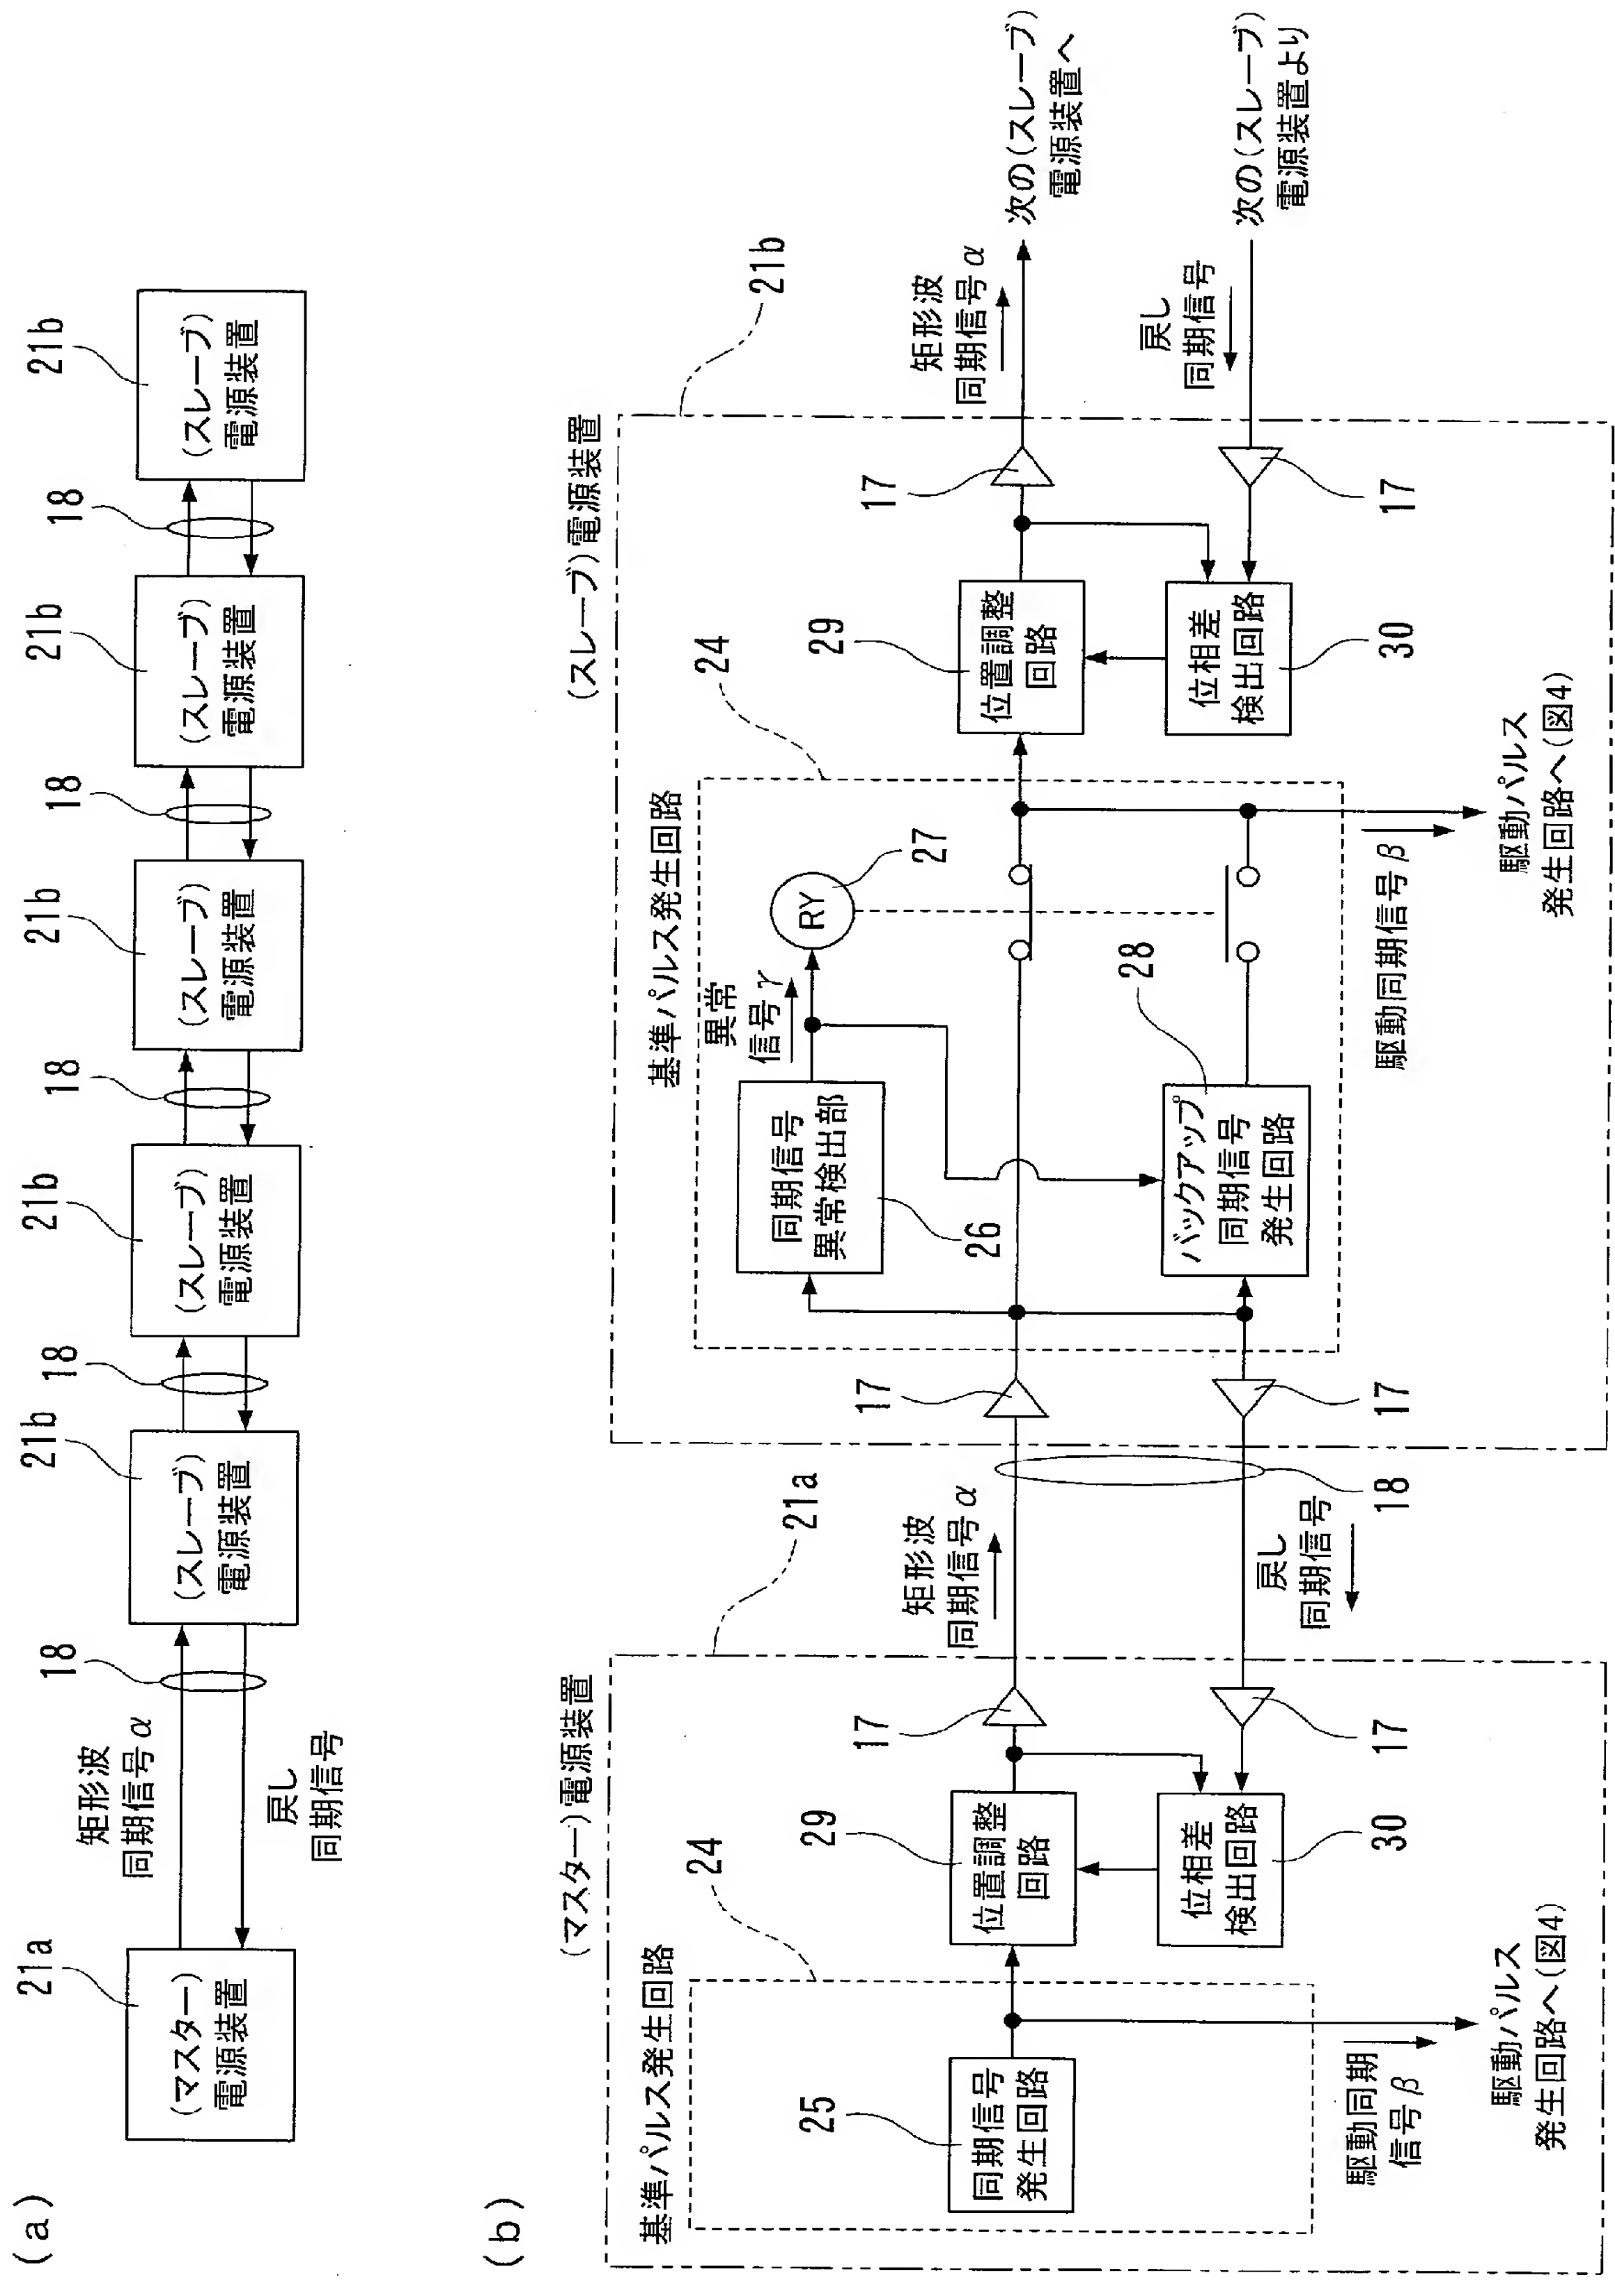 (a)
21a
(マスター)
電源装置
矩形波
同期信号α
戻し
同期信号
18
21b
(スレーブ)
電源装置
18
21b
(スレーブ)
電源装置
18
21b
(スレーブ)
電源装置
18
21b
(スレーブ)
電源装置
18
21b
(スレーブ)
電源装置
(b)
(マスター)電源装置
21a
基準パルス発生回路
24
25
同期信号
発生回路
29
位置調整
回路
17
30
位相差
検出回路
17
駆動同期
信号β
駆動パルス
発生回路へ(図4)
矩形波
同期信号α
戻し
同期信号
18
(スレーブ)電源装置
21b
基準パルス発生回路
24
17
17
同期信号
異常検出部
26
異常
信号γ
RY
27
28
バックアップ
同期信号
発生回路
29
位置調整
回路
30
位相差
検出回路
17
17
駆動同期信号β
駆動パルス
発生回路へ(図4)
矩形波
同期信号α
次の(スレーブ)
電源装置へ
戻し
同期信号
次の(スレーブ)
電源装置より